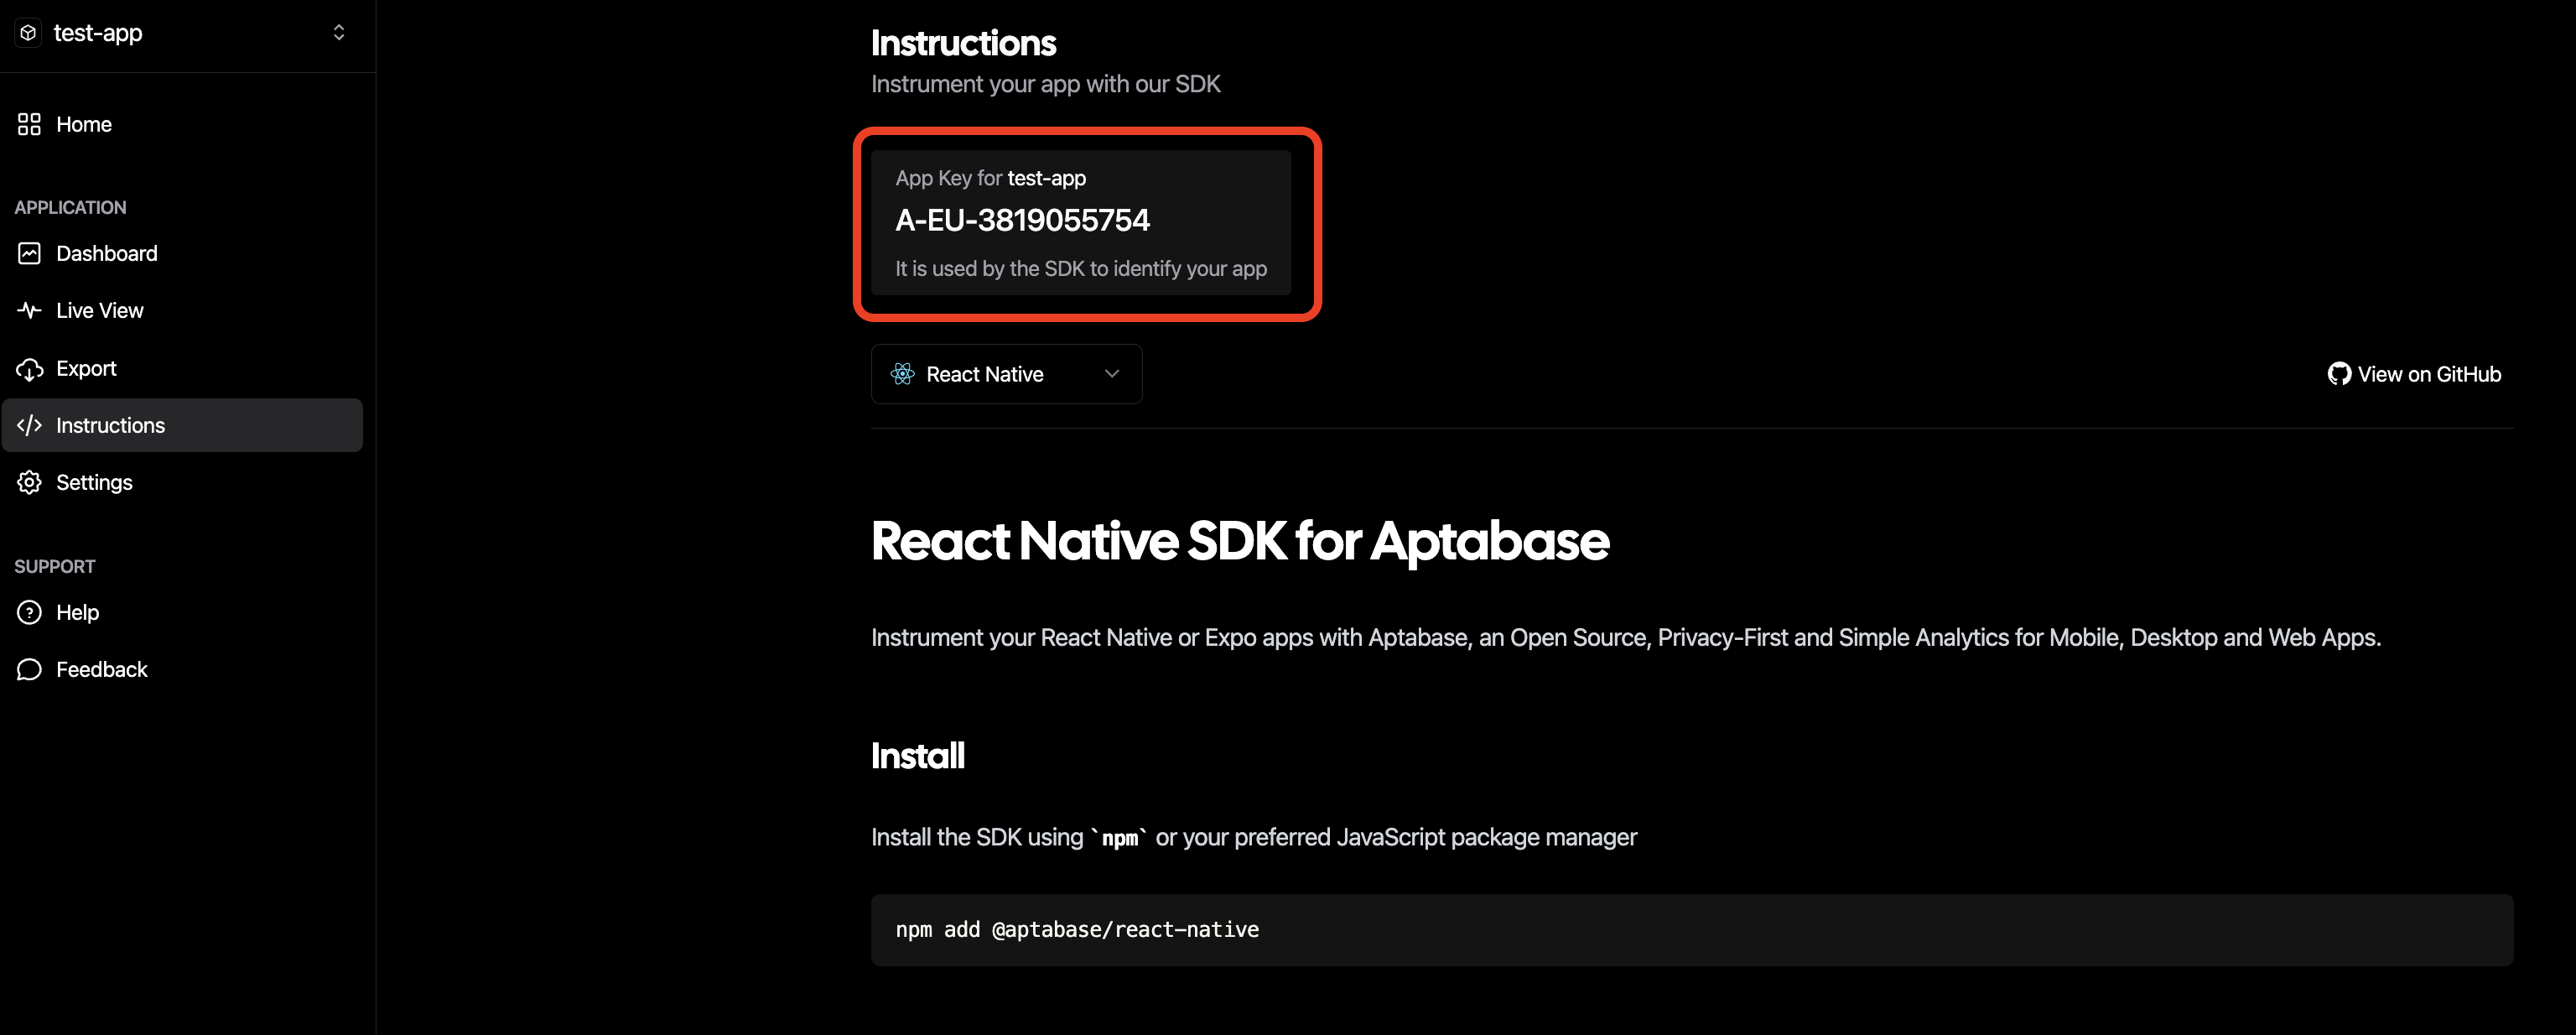 test-app
Home
APPLICATION
Dashboard
Live View
Export
Instructions
Settings
SUPPORT
Help
Feedback
Instructions
Instrument your app with our SDK
App Key for test-app
A-EU-3819055754
It is used by the SDK to identify your app
React Native
View on GitHub
React Native SDK for Aptabase
Instrument your React Native or Expo apps with Aptabase, an Open Source, Privacy-First and Simple Analytics for Mobile, Desktop and Web Apps.
Install
Install the SDK using `npm` or your preferred JavaScript package manager
npm add @aptabase/react-native